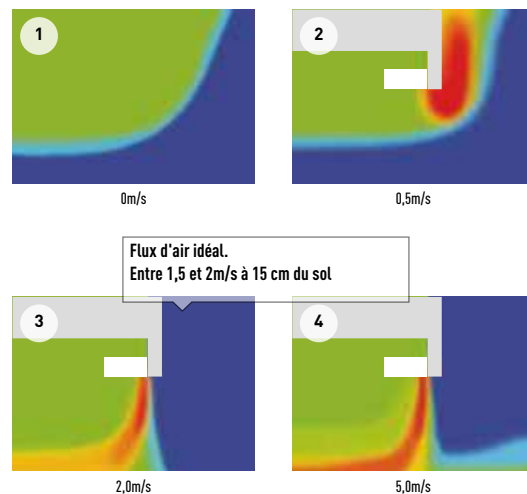 1
2
0m/s
0,5m/s
Flux d'air idéal.
Entre 1,5 et 2m/s à 15 cm du sol
3
4
2,0m/s
5,0m/s